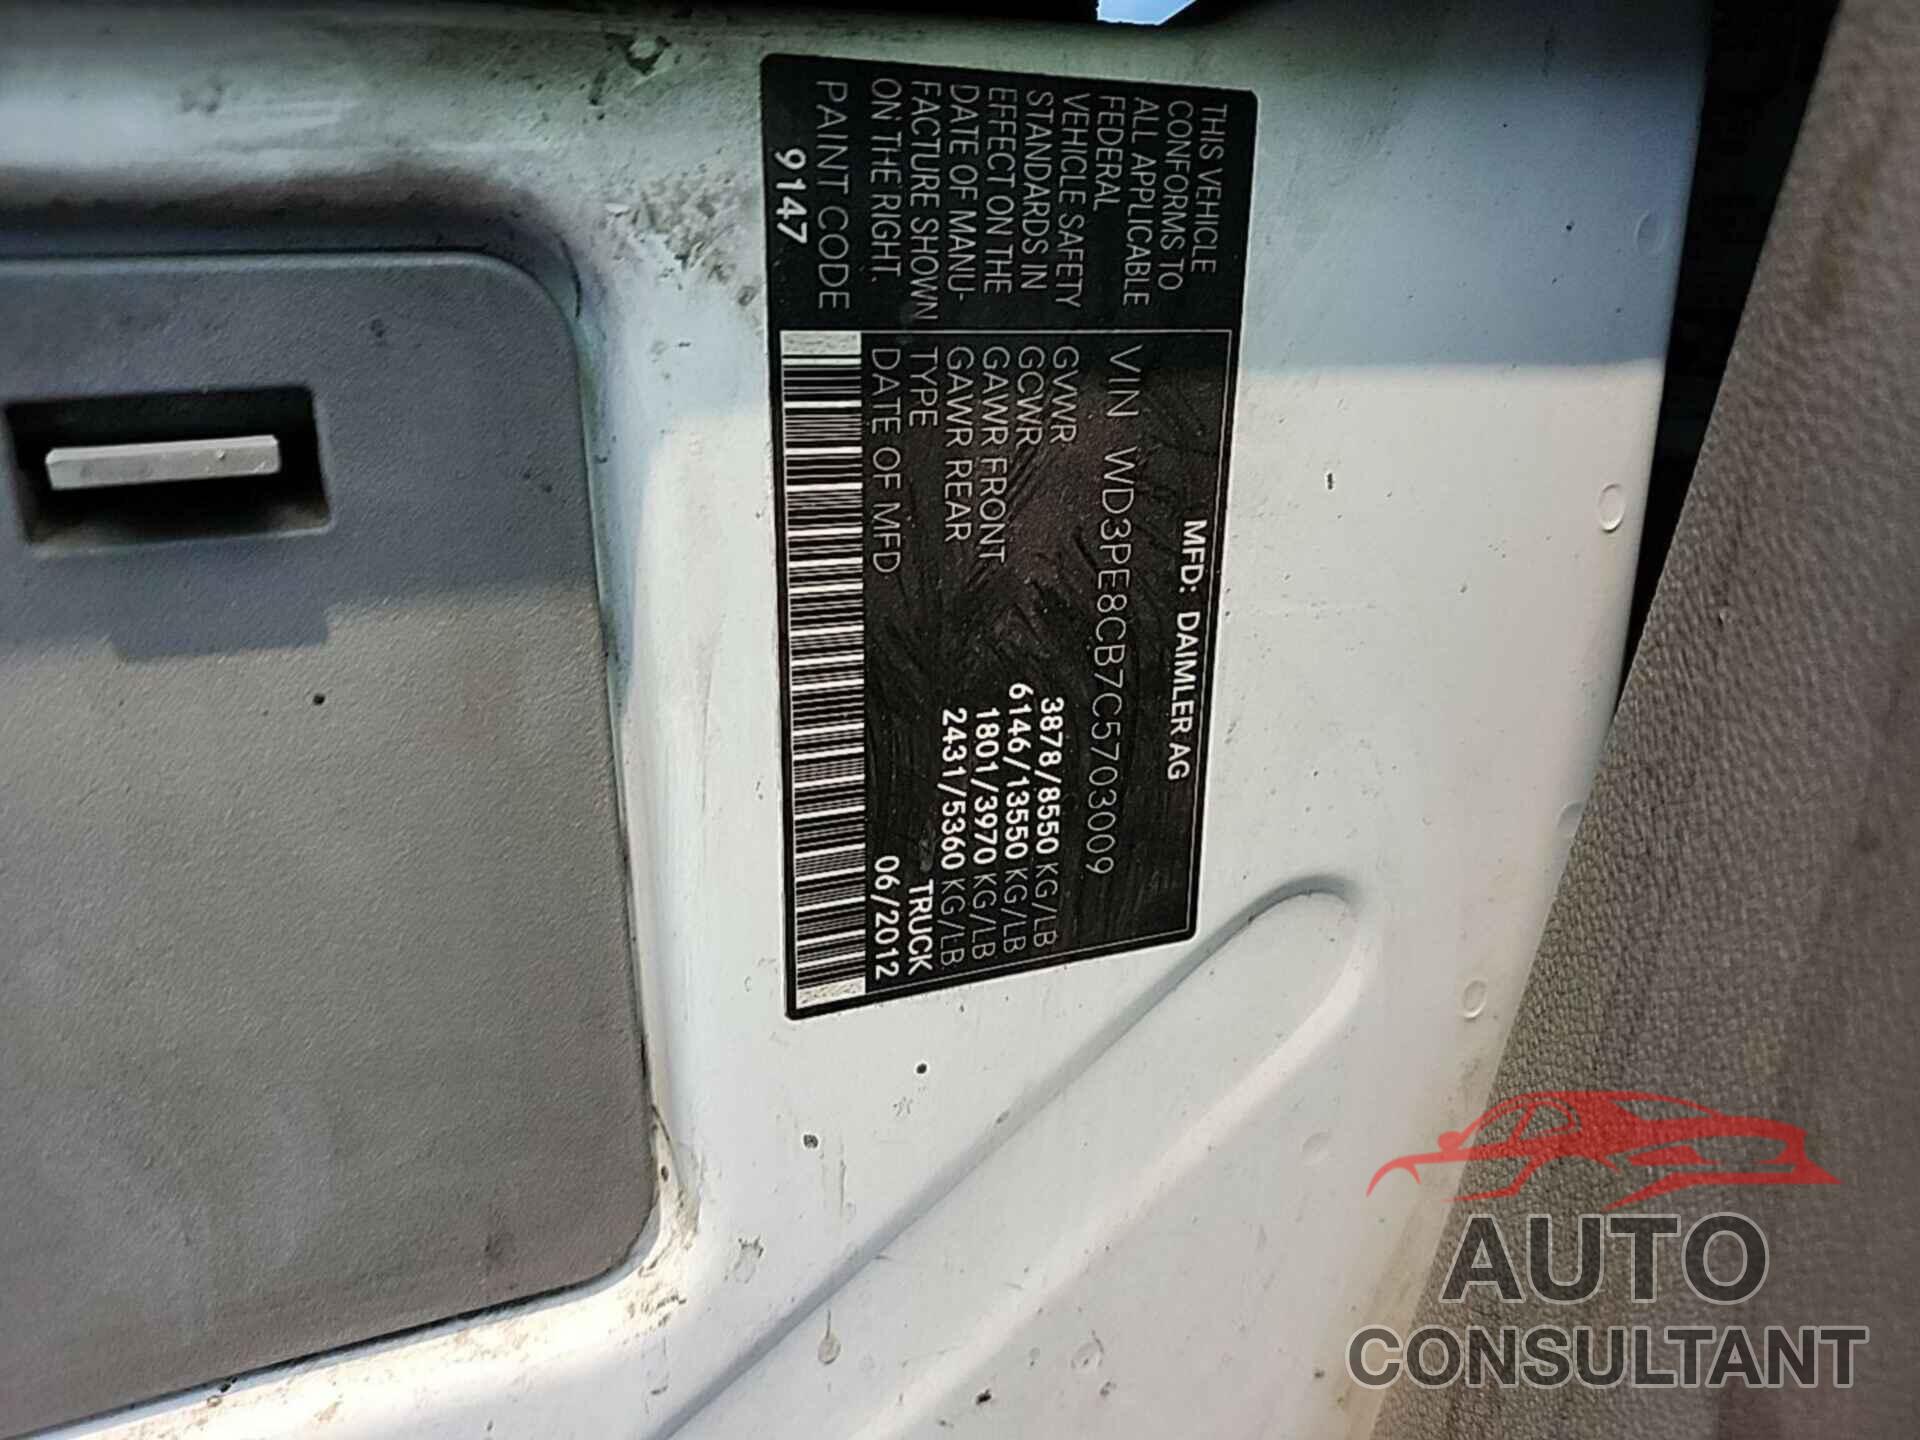 MFD: DAIMLER AG
THIS VEHICLE
CONFORMS TO
ALL APPLICABLE
FEDERAL
VEHICLE SAFETY
STANDARDS IN
EFFECT ON THE
DATE OF MANU-
FACTURE SHOWN
ON THE RIGHT.
PAINT CODE
9147
VIN WD3PE8CB7C5703009
GVWR 3878/8550 KG/LB
GCWR 6146/13550 KG/LB
GAWR FRONT 1801/3970 KG/LB
GAWR REAR 2431/5360 KG/LB
TYPE TRUCK
DATE OF MFD 06/2012
AUTO
CONSULTANT